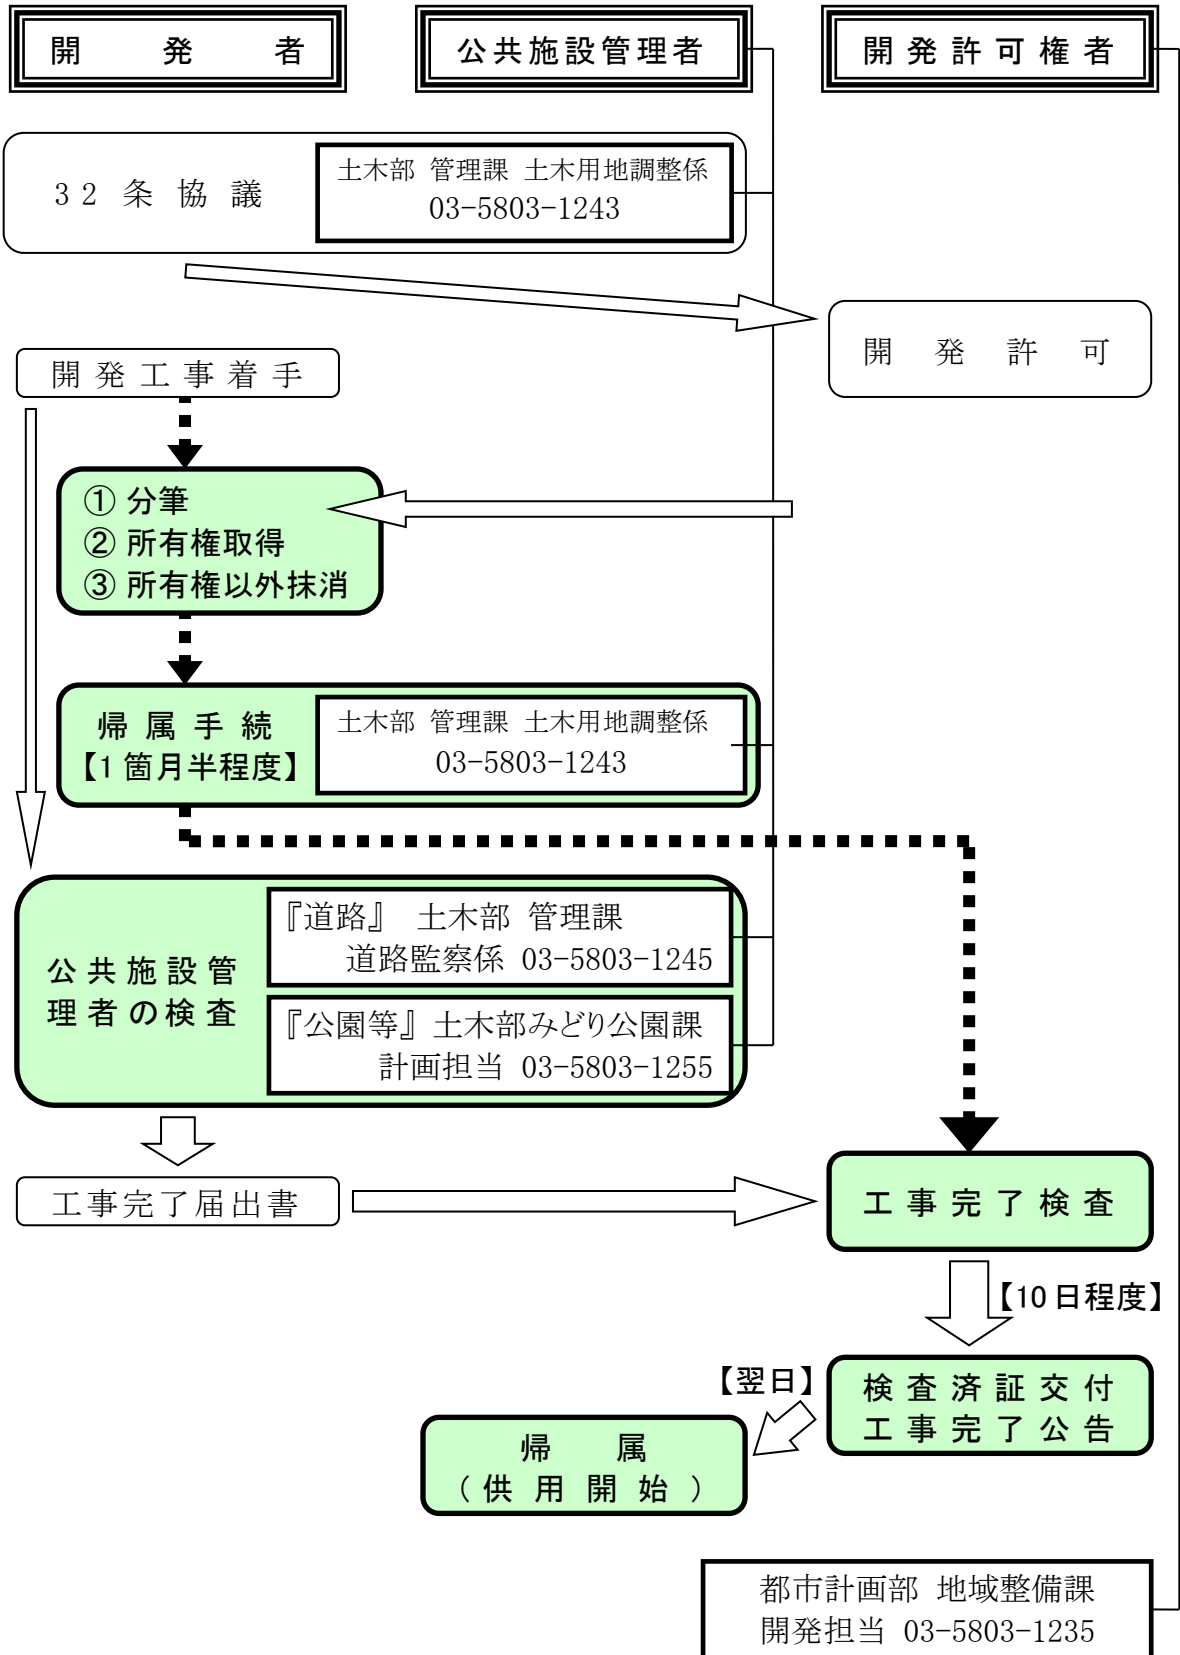 開発者
公共施設管理者
開発許可権者
32条協議
土木部 管理課 土木用地調整係
03-5803-1243
開発許可
開発工事着手
① 分筆
② 所有権取得
③ 所有権以外抹消
帰属手続
【1箇月半程度】
土木部 管理課 土木用地調整係
03-5803-1243
公共施設管
理者の検査
『道路』 土木部 管理課
道路監察係 03-5803-1245
『公園等』土木部みどり公園課
計画担当 03-5803-1255
工事完了届出書
工事完了検査
【10日程度】
検査済証交付
工事完了公告
【翌日】
帰属
(供用開始)
都市計画部 地域整備課
開発担当 03-5803-1235